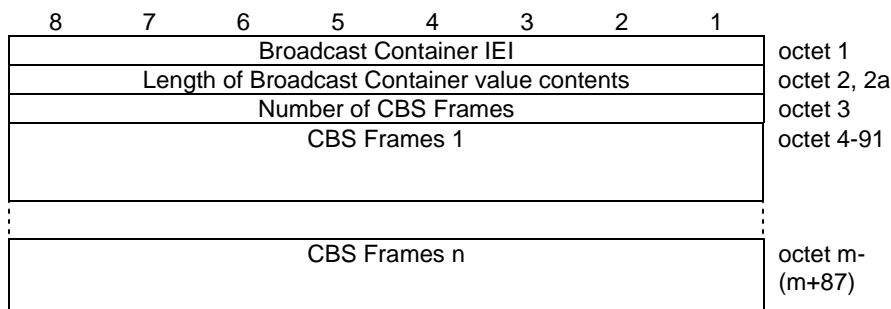 8 7 6 5 4 3 2 1
Broadcast Container IEI octet 1
Length of Broadcast Container value contents octet 2, 2a
Number of CBS Frames octet 3
CBS Frames 1 octet 4-91
CBS Frames n octet m-
(m+87)